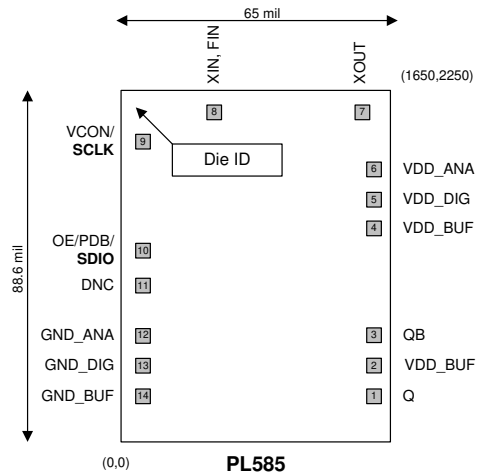 65 mil
XIN, FIN
XOUT
(1650,2250)
8
7
VCON/
SCLK
9
Die ID
6
VDD_ANA
5
VDD_DIG
4
VDD_BUF
OE/PDB/
SDIO
10
DNC
11
88.6 mil
GND_ANA
12
3
QB
GND_DIG
13
2
VDD_BUF
GND_BUF
14
1
Q
(0,0)
PL585